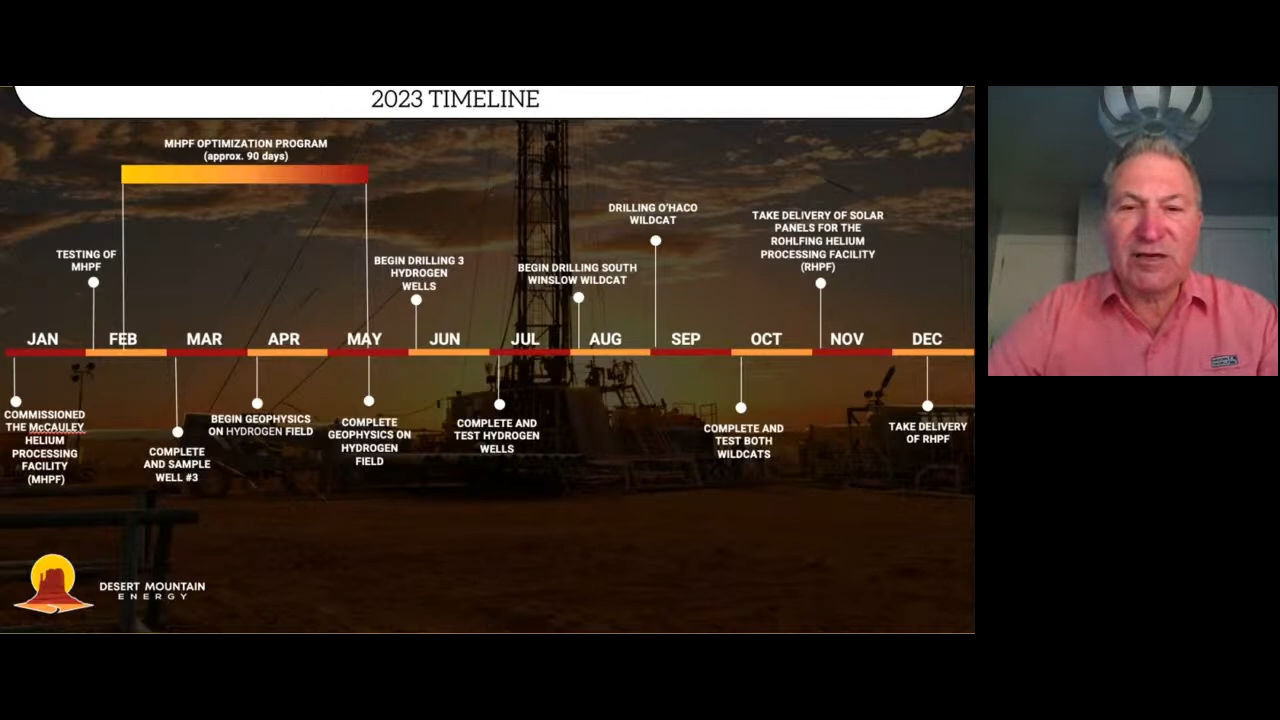 2023 TIMELINE
MHPF OPTIMIZATION PROGRAM
(approx. 90 days)
TESTING OF
MHPF
BEGIN DRILLING 3
HYDROGEN
WELLS
BEGIN DRILLING SOUTH
WINSLOW WILDCAT
DRILLING O'HACO
WILDCAT
TAKE DELIVERY OF SOLAR
PANELS FOR THE
ROHLFING HELIUM
PROCESSING FACILITY
(RHPF)
JAN FEB MAR APR MAY JUN JUL AUG SEP OCT NOV DEC
COMMISSIONED
THE McCAULEY
HELIUM
PROCESSING
FACILITY
(MHPF)
COMPLETE
AND SAMPLE
WELL #3
BEGIN GEOPHYSICS
ON HYDROGEN FIELD
COMPLETE
GEOPHYSICS ON
HYDROGEN
FIELD
COMPLETE AND
TEST HYDROGEN
WELLS
COMPLETE AND
TEST BOTH
WILDCATS
TAKE DELIVERY
OF RHPF
DESERT MOUNTAIN
ENERGY